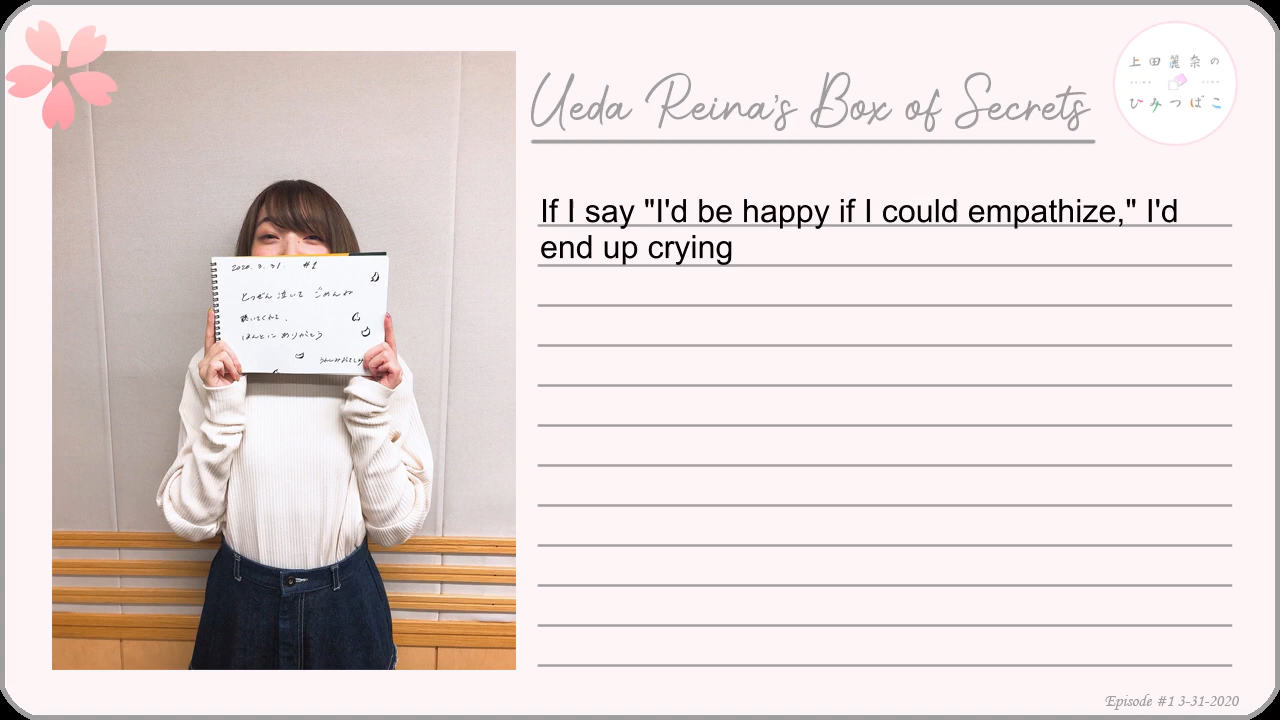 Ueda Reina's Box of Secrets
上田麗奈の
ひみつばこ
If I say "I'd be happy if I could empathize," I'd
end up crying
2020. 3. 31. #1
とつぜん 泣いて ごめんね
聴いてくれて、
ほんとに ありがとう
Episode #1 3-31-2020